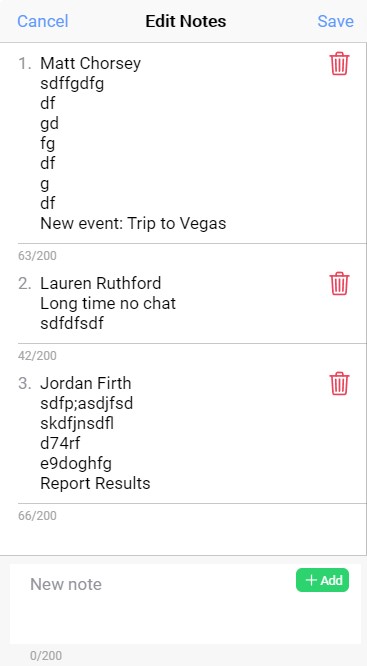 Cancel Edit Notes Save
1. Matt Chorsey
sdffgdfg
df
gd
fg
df
g
df
New event: Trip to Vegas
63/200
2. Lauren Ruthford
Long time no chat
sdfdfsdf
42/200
3. Jordan Firth
sdfp;asdjfsd
skdfjnsdfl
d74rf
e9doghfg
Report Results
66/200
New note + Add
0/200